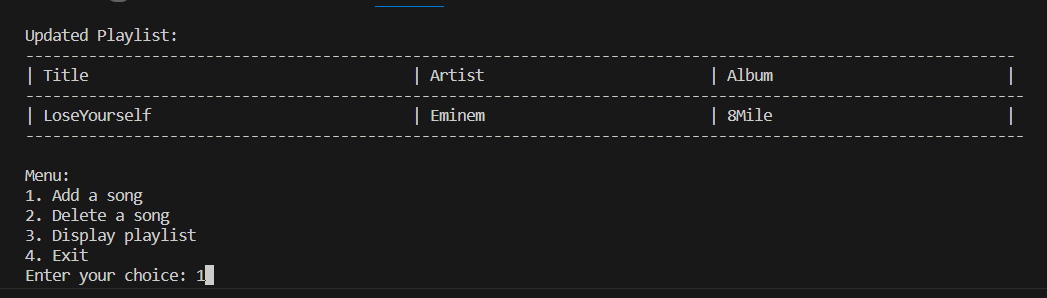 Updated Playlist:
--------------------------------------------------------------------------------------------------------------
| Title                                    | Artist                         | Album                          |
---------------------------------------------------------------------------------------------------------------
| LoseYourself                             | Eminem                         | 8Mile                          |
---------------------------------------------------------------------------------------------------------------
Menu:
1. Add a song
2. Delete a song
3. Display playlist
4. Exit
Enter your choice: 1